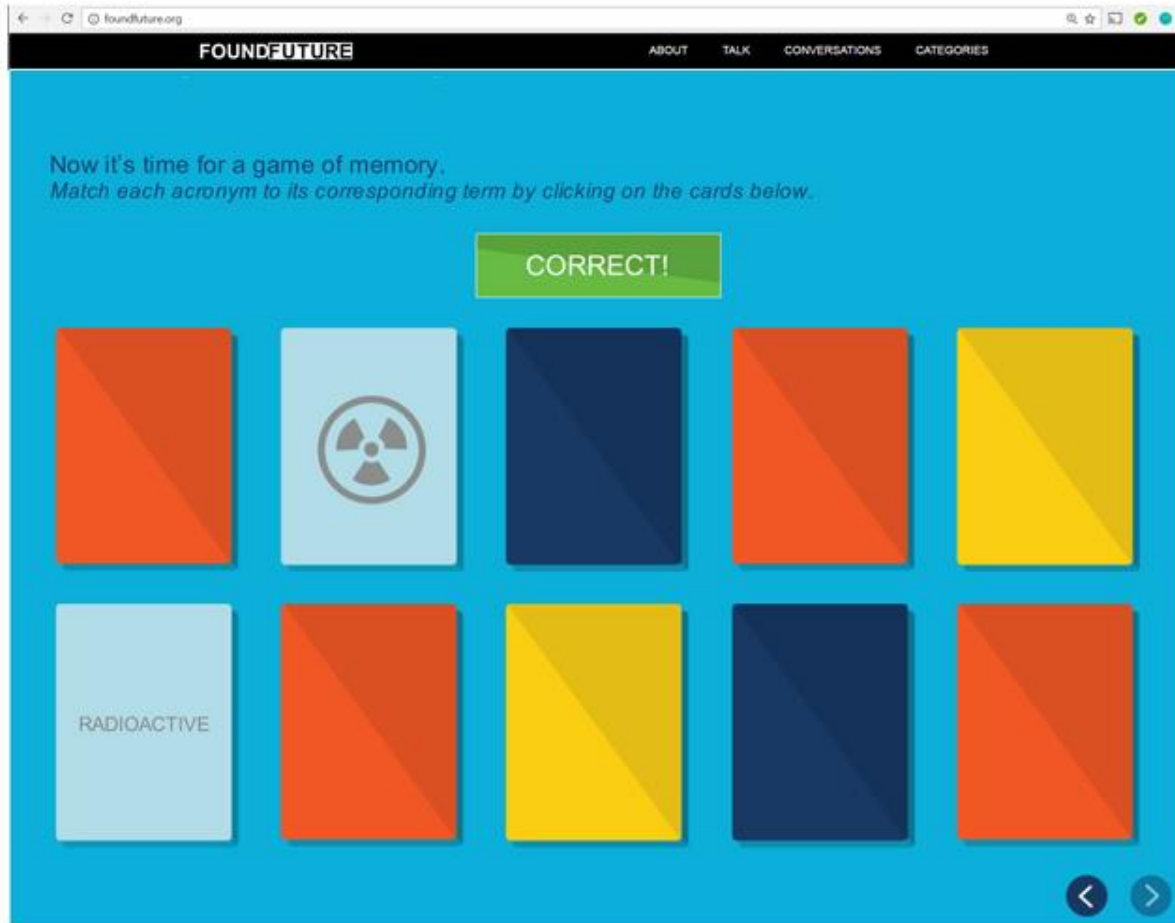 foundfuture.org
FOUNDFUTURE ABOUT TALK CONVERSATIONS CATEGORIES
Now it's time for a game of memory.
Match each acronym to its corresponding term by clicking on the cards below.
CORRECT!
RADIOACTIVE